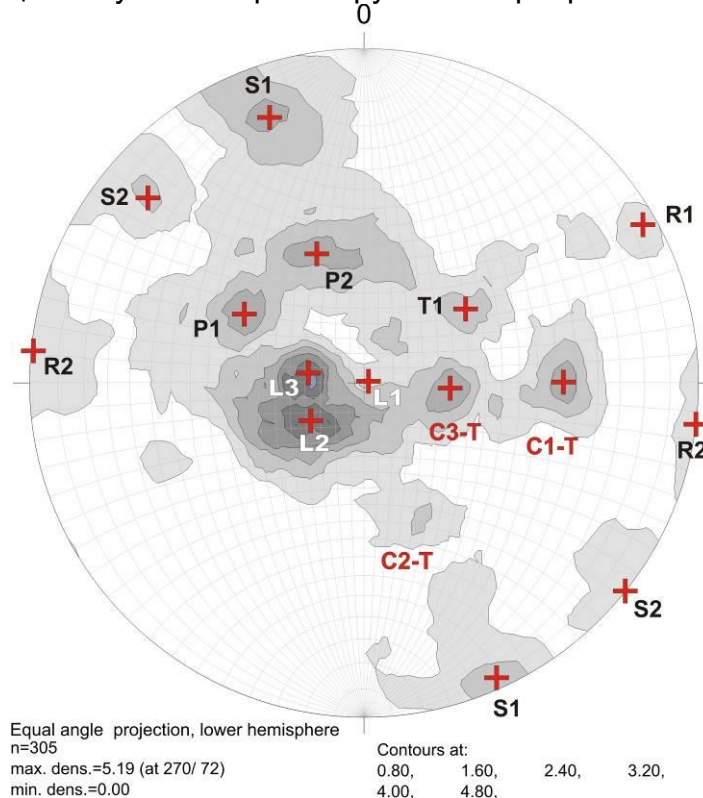 0
S1
S2
R1
P2
T1
P1
R2
L3
L1
L2
C3-T
C1-T
R2
C2-T
S2
S1
Equal angle projection, lower hemisphere
n=305
max. dens.=5.19 (at 270/ 72)
min. dens.=0.00
Contours at:
0.80, 1.60, 2.40, 3.20,
4.00, 4.80,